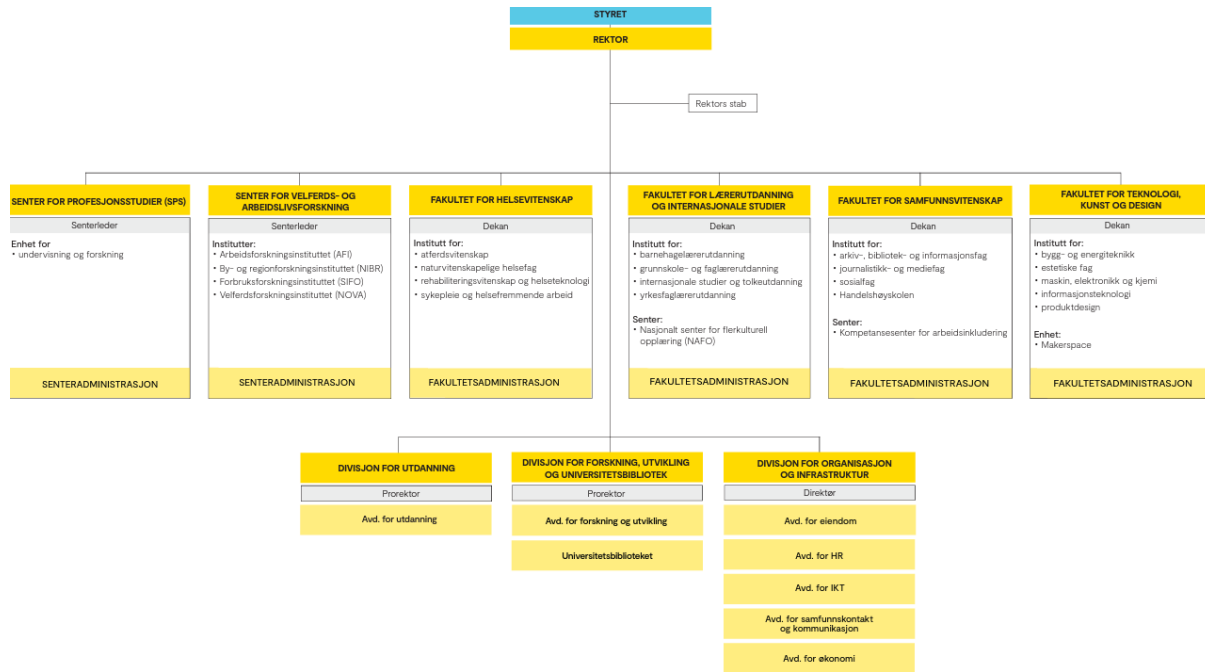 STYRET
REKTOR
Rektors stab
SENTER FOR PROFESJONSSTUDIER (SPS)
Senterleder
Enhet for
• undervisning og forskning
SENTERADMINISTRASJON
SENTER FOR VELFERDS- OG
ARBEIDSLIVSFORSKNING
Senterleder
Institutter:
• Arbeidsforskningsinstituttet (AFI)
• By- og regionforskningsinstituttet (NIBR)
• Forbruksforskningsinstituttet (SIFO)
• Velferdsforskningsinstituttet (NOVA)
SENTERADMINISTRASJON
FAKULTET FOR HELSEVITENSKAP
Dekan
Institutt for:
• atferdsvitenskap
• naturvitenskapelige helsefag
• rehabiliteringsvitenskap og helseteknologi
• sykepleie og helsefremmende arbeid
FAKULTETSADMINISTRASJON
FAKULTET FOR LÆRERUTDANNING
OG INTERNASJONALE STUDIER
Dekan
Institutt for:
• barnehagelærerutdanning
• grunnskole- og faglærerutdanning
• internasjonale studier og tolkeutdanning
• yrkesfaglærerutdanning
Senter:
• Nasjonalt senter for flerkulturell
opplæring (NAFO)
FAKULTETSADMINISTRASJON
FAKULTET FOR SAMFUNNSVITENSKAP
Dekan
Institutt for:
• arkiv-, bibliotek- og informasjonsfag
• journalistikk- og mediefag
• sosialfag
• Handelshøyskolen
Senter:
• Kompetansesenter for arbeidsinkludering
FAKULTETSADMINISTRASJON
FAKULTET FOR TEKNOLOGI,
KUNST OG DESIGN
Dekan
Institutt for:
• bygg- og energiteknikk
• estetiske fag
• maskin, elektronikk og kjemi
• informasjonsteknologi
• produktdesign
Enhet:
• Makerspace
FAKULTETSADMINISTRASJON
DIVISJON FOR UTDANNING
Prorektor
Avd. for utdanning
DIVISJON FOR FORSKNING, UTVIKLING
OG UNIVERSITETSBIBLIOTEK
Prorektor
Avd. for forskning og utvikling
Universitetsbiblioteket
DIVISJON FOR ORGANISASJON
OG INFRASTRUKTUR
Direktør
Avd. for eiendom
Avd. for HR
Avd. for IKT
Avd. for samfunnskontakt
og kommunikasjon
Avd. for økonomi